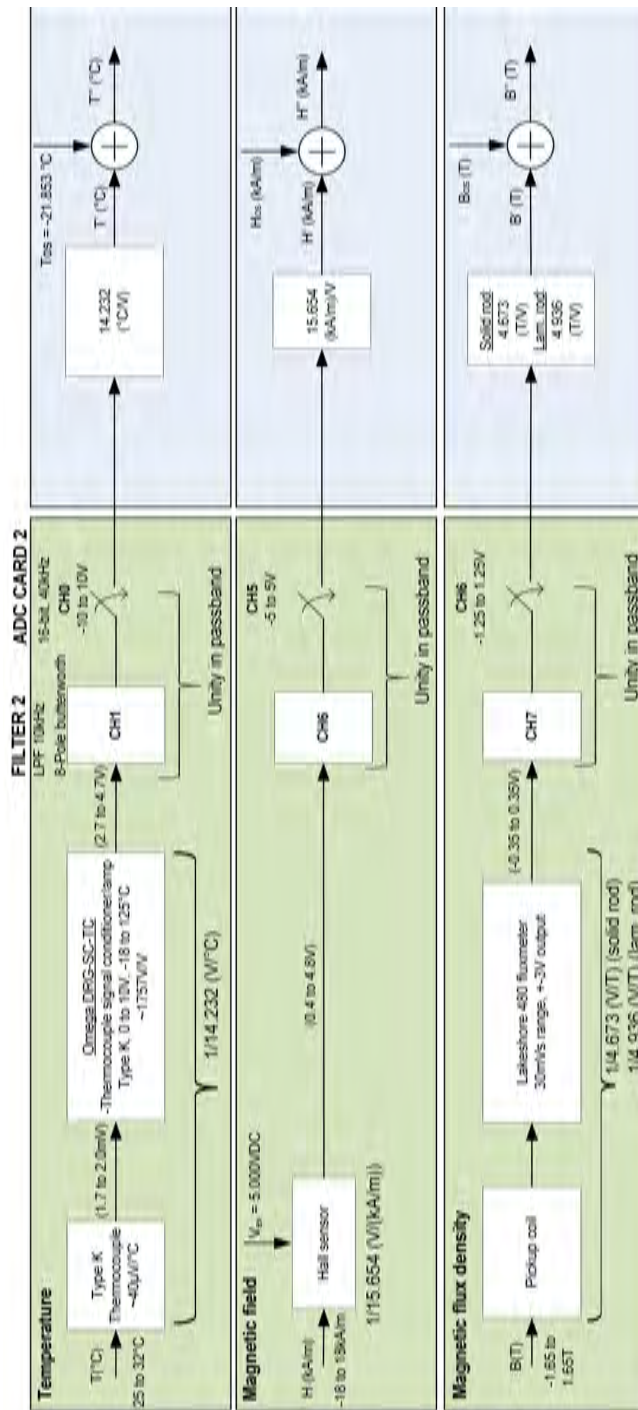 FILTER 2
ADC CARD 2
LPF 10kHz
8-Pole butterworth
16-bit, 40kHz
Temperature
T(°C)
25 to 32°C
Type K
Thermocouple
~40µV/°C
(1.7 to 2.0mV)
Omega DRG-SC-TC
-Thermocouple signal conditioner/amp
Type K, 0 to 10V, -18 to 125°C
~1757V/V
(2.7 to 4.7V)
1/14.232 (V/°C)
CH1
CH0
-10 to 10V
Unity in passband
14.232
(°C/V)
T' (°C)
Tos = -21.853 °C
T'' (°C)
Magnetic field
H (kA/m)
-18 to 18kA/m
= 5.000VDC
Hall sensor
1/15.654 (V/(kA/m))
(0.4 to 4.6V)
CH6
CH5
-5 to 5V
Unity in passband
15.654
(kA/m)/V
H' (kA/m)
Hos (kA/m)
H'' (kA/m)
Magnetic flux density
B(T)
-1.65 to
1.65T
Pickup coil
Lakeshore 480 fluxmeter
30mVs range, +-3V output
(-0.35 to 0.35V)
1/4.673 (V/T) (solid rod)
1/4.936 (V/T) (lam. rod)
CH7
CH6
-1.25 to 1.25V
Unity in passband
Solid rod:
4.673
(T/V)
Lam. rod:
4.936
(T/V)
B' (T)
Bos (T)
B'' (T)